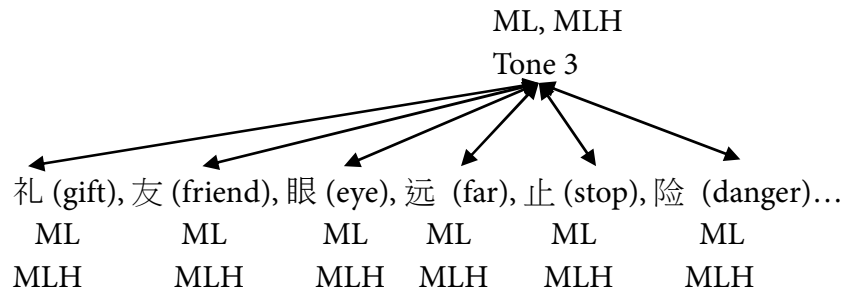 ML, MLH
Tone 3
礼 (gift), 友 (friend), 眼 (eye), 远 (far), 止 (stop), 险 (danger)…
ML ML ML ML ML ML
MLH MLH MLH MLH MLH MLH